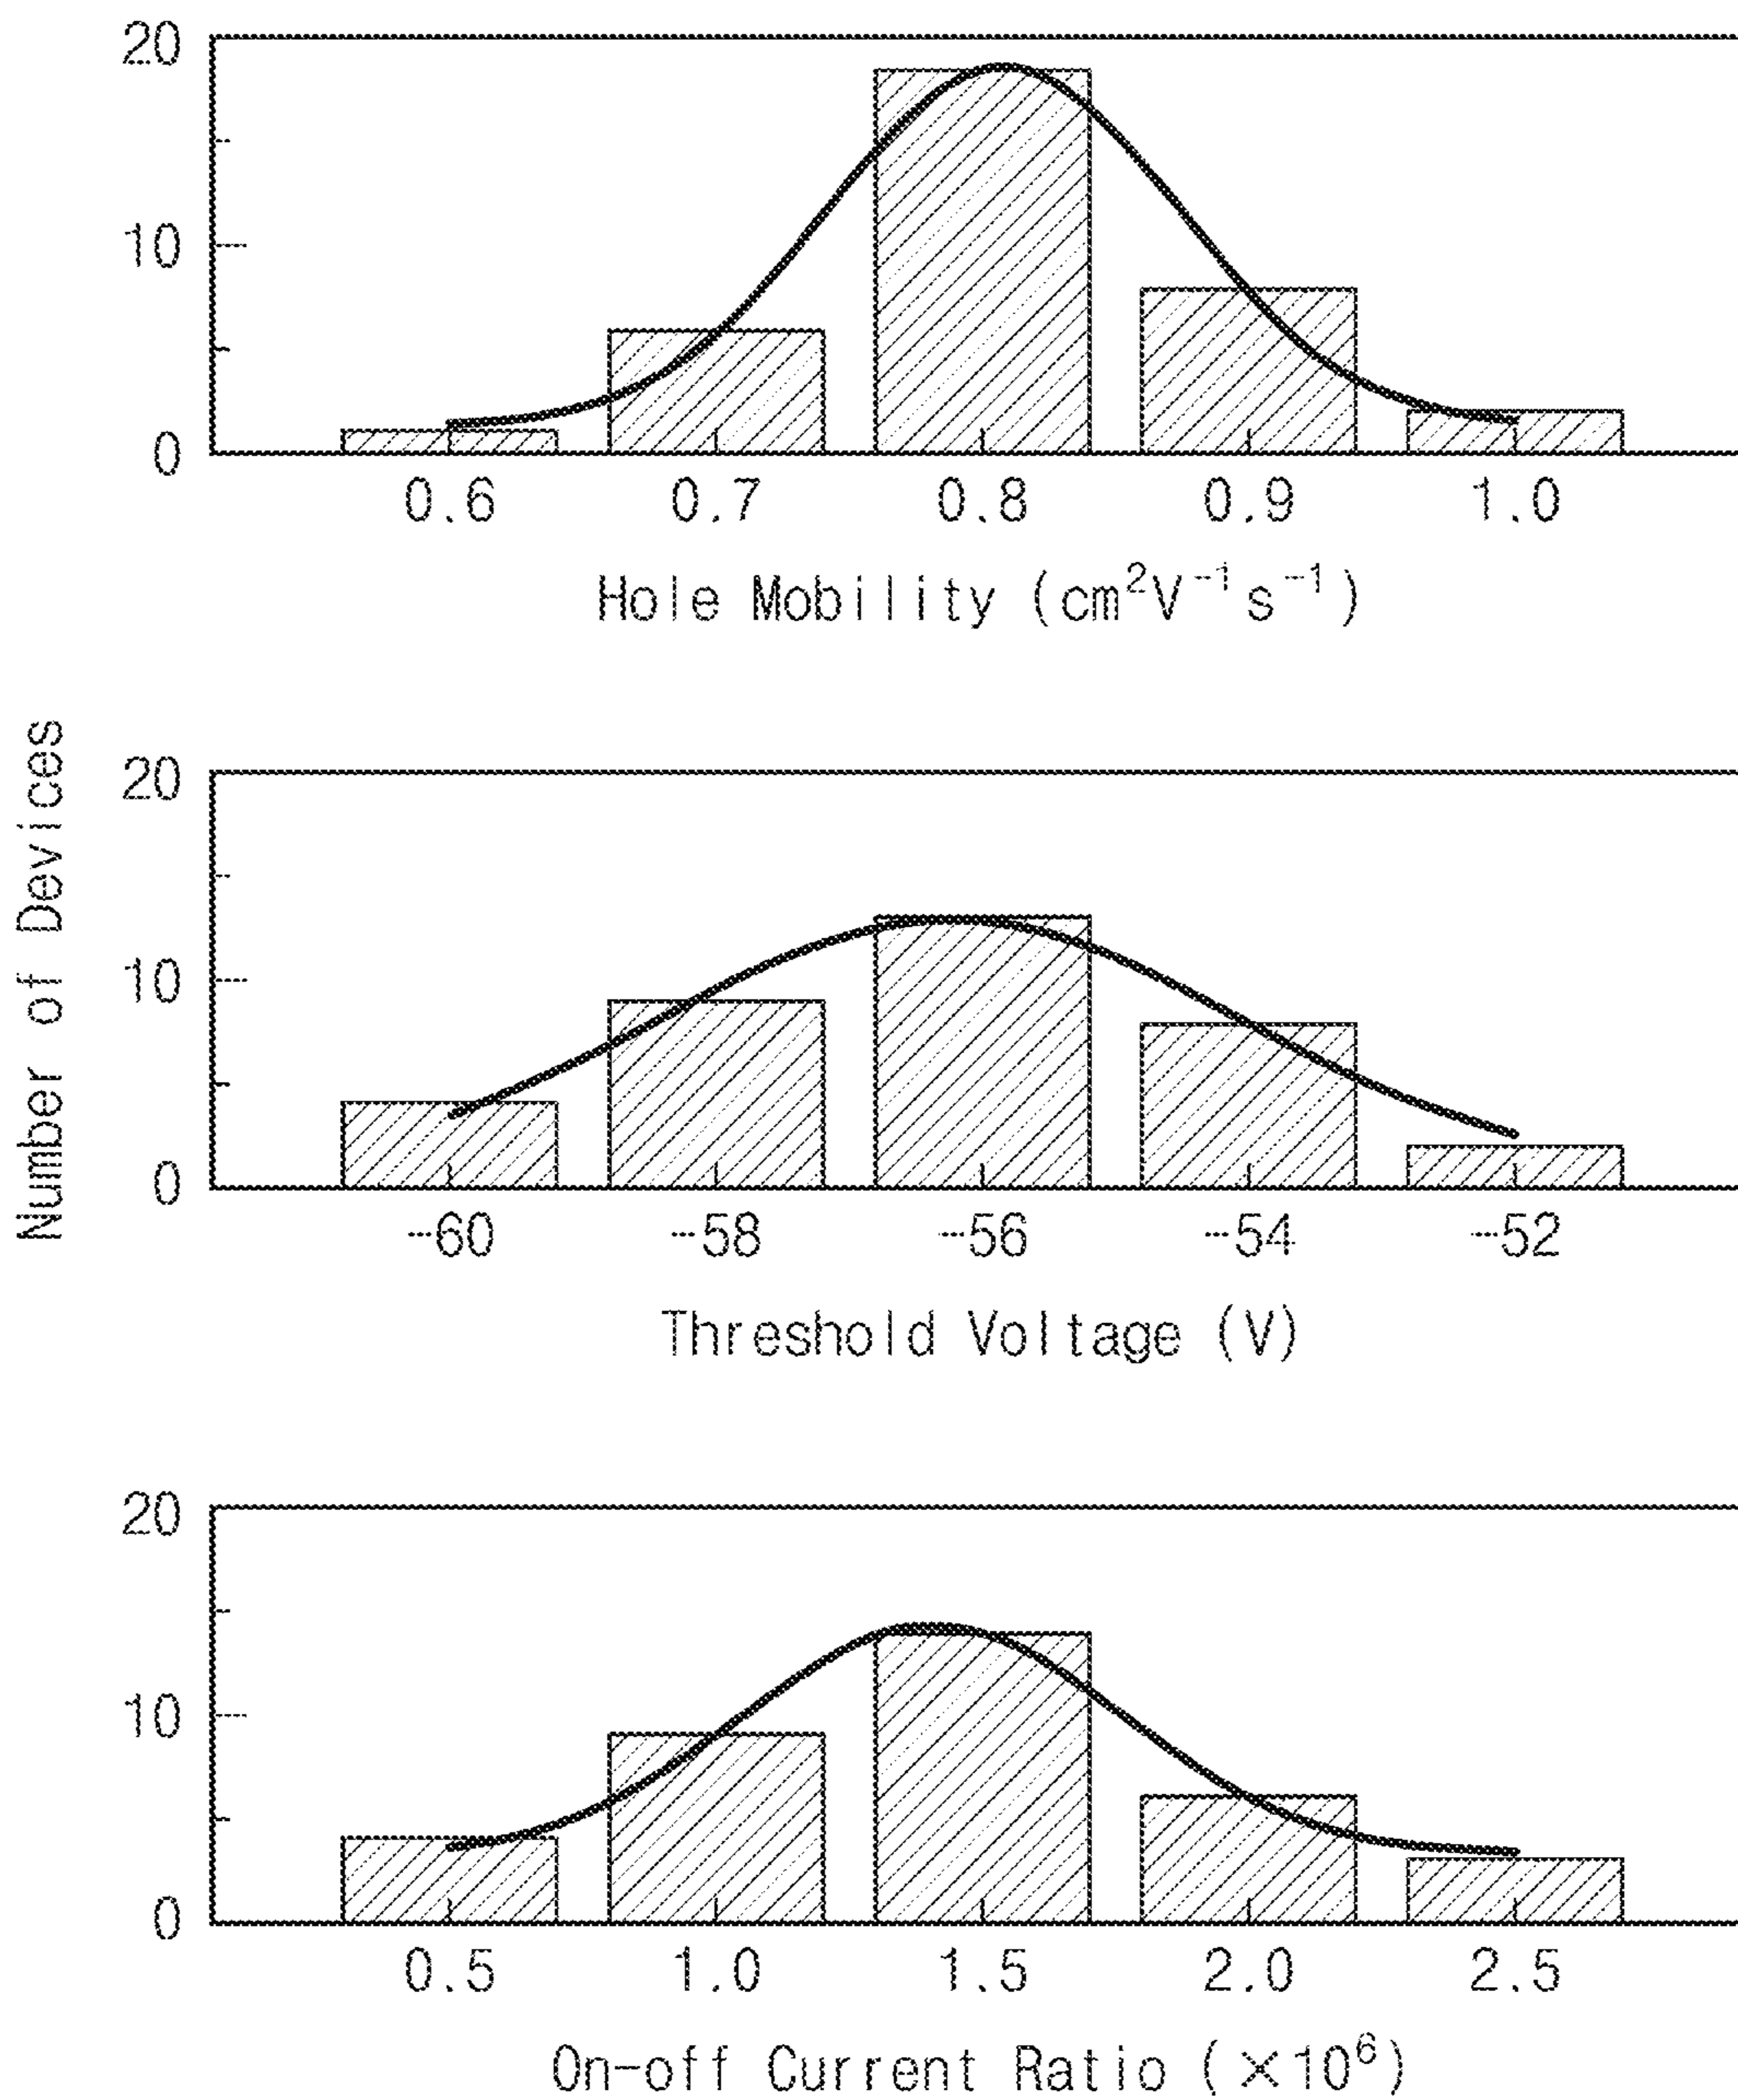 Number of Devices
20
10
0
0.6 0.7 0.8 0.9 1.0
Hole Mobility (cm²V⁻¹s⁻¹)
20
10
0
-60 -58 -56 -54 -52
Threshold Voltage (V)
20
10
0
0.5 1.0 1.5 2.0 2.5
On-off Current Ratio (×10⁶)